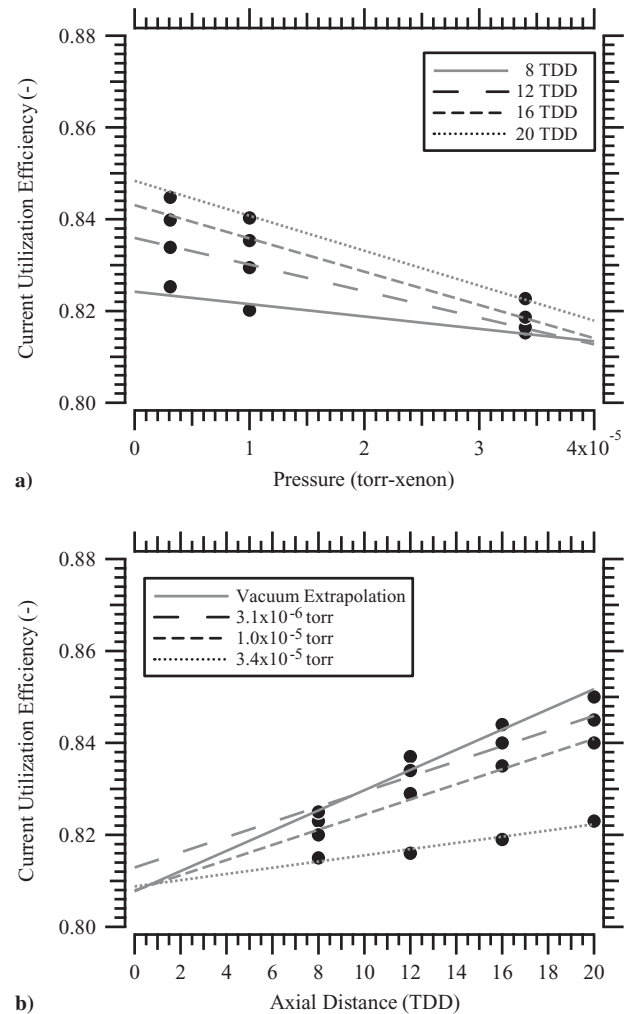 0.88
0.86
0.84
0.82
0.80
Current Utilization Efficiency (-)
8 TDD
12 TDD
16 TDD
20 TDD
0 1 2 3 4x10⁻⁵
Pressure (torr-xenon)
a)
0.88
0.86
0.84
0.82
0.80
Current Utilization Efficiency (-)
Vacuum Extrapolation
3.1x10⁻⁶ torr
1.0x10⁻⁵ torr
3.4x10⁻⁵ torr
0 2 4 6 8 10 12 14 16 18 20
Axial Distance (TDD)
b)